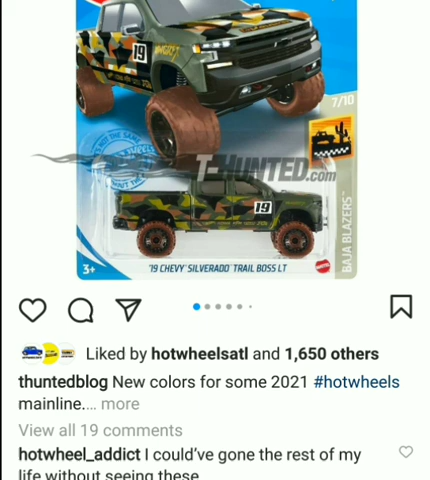 19
7/10
T-HUNTED.com
19
BAJA BLAZERS
3+
'19 CHEVY SILVERADO TRAIL BOSS LT
Liked by hotwheelsatl and 1,650 others
thuntedblog New colors for some 2021 #hotwheels
mainline.... more
View all 19 comments
hotwheel_addict I could've gone the rest of my
life without seeing these